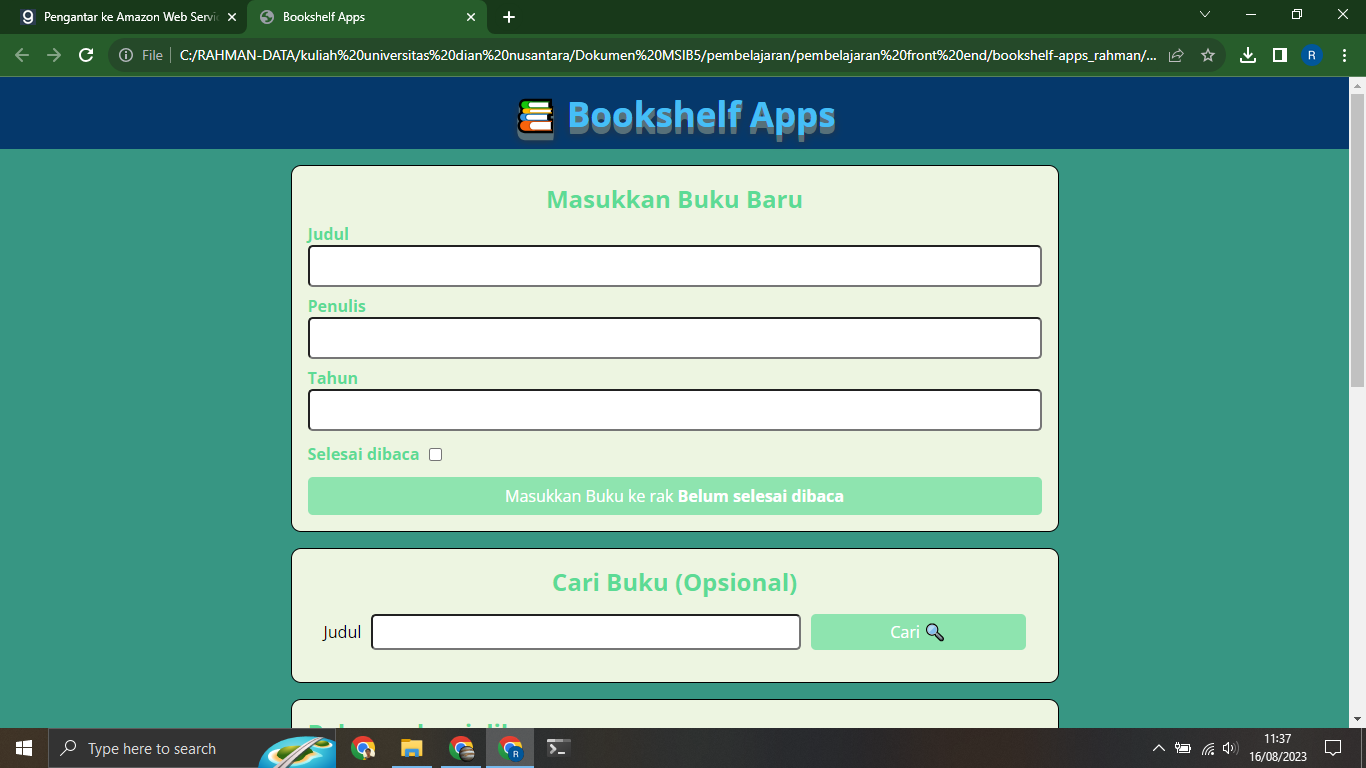 Pengantar ke Amazon Web Servi
Bookshelf Apps
File
C:/RAHMAN-DATA/kuliah%20universitas%20dian%20nusantara/Dokumen%20MSIB5/pembelajaran/pembelajaran%20front%20end/bookshelf-apps_rahman/...
R
Bookshelf Apps
Masukkan Buku Baru
Judul
Penulis
Tahun
Selesai dibaca
Masukkan Buku ke rak Belum selesai dibaca
Cari Buku (Opsional)
Judul
Cari
Type here to search
R
11:37
16/08/2023